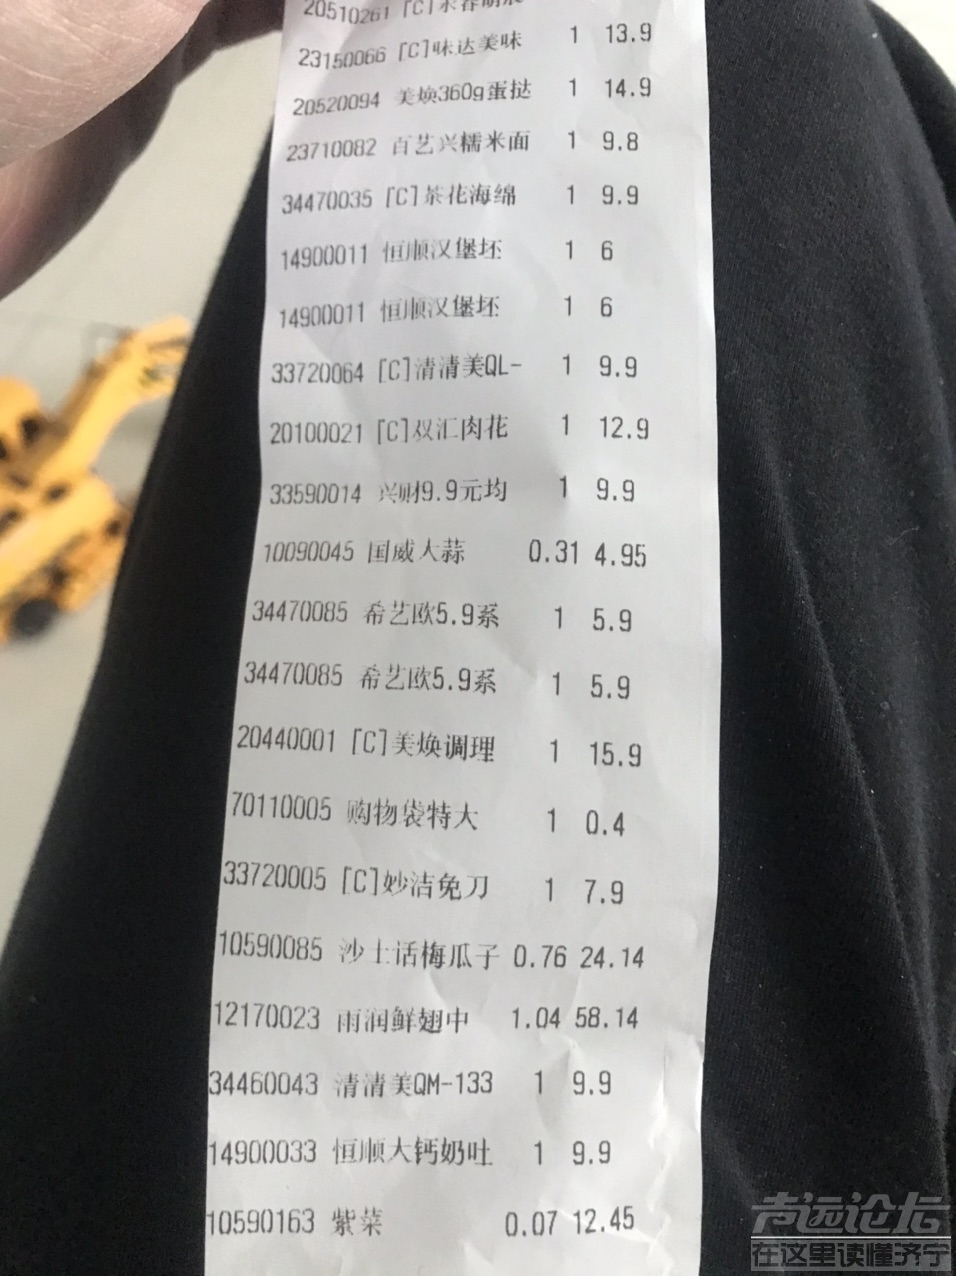 20510261 [C]
23150066 [C]味达美味 1 13.9
20520094 美焕360g蛋挞 1 14.9
23710082 百艺兴糯米面 1 9.8
34470035 [C]茶花海绵 1 9.9
14900011 恒顺汉堡坯 1 6
14900011 恒顺汉堡坯 1 6
33720064 [C]清清美QL- 1 9.9
20100021 [C]双汇肉花 1 12.9
33590014 兴财9.9元均 1 9.9
10090045 国威大蒜 0.31 4.95
34470085 希艺欧5.9系 1 5.9
34470085 希艺欧5.9系 1 5.9
20440001 [C]美焕调理 1 15.9
70110005 购物袋特大 1 0.4
33720005 [C]妙洁免刀 1 7.9
10590085 沙土话梅瓜子 0.76 24.14
12170023 雨润鲜翅中 1.04 58.14
34460043 清清美QM-133 1 9.9
14900033 恒顺大钙奶吐 1 9.9
10590163 紫菜 0.07 12.45
声远论坛
在这里读懂济宁